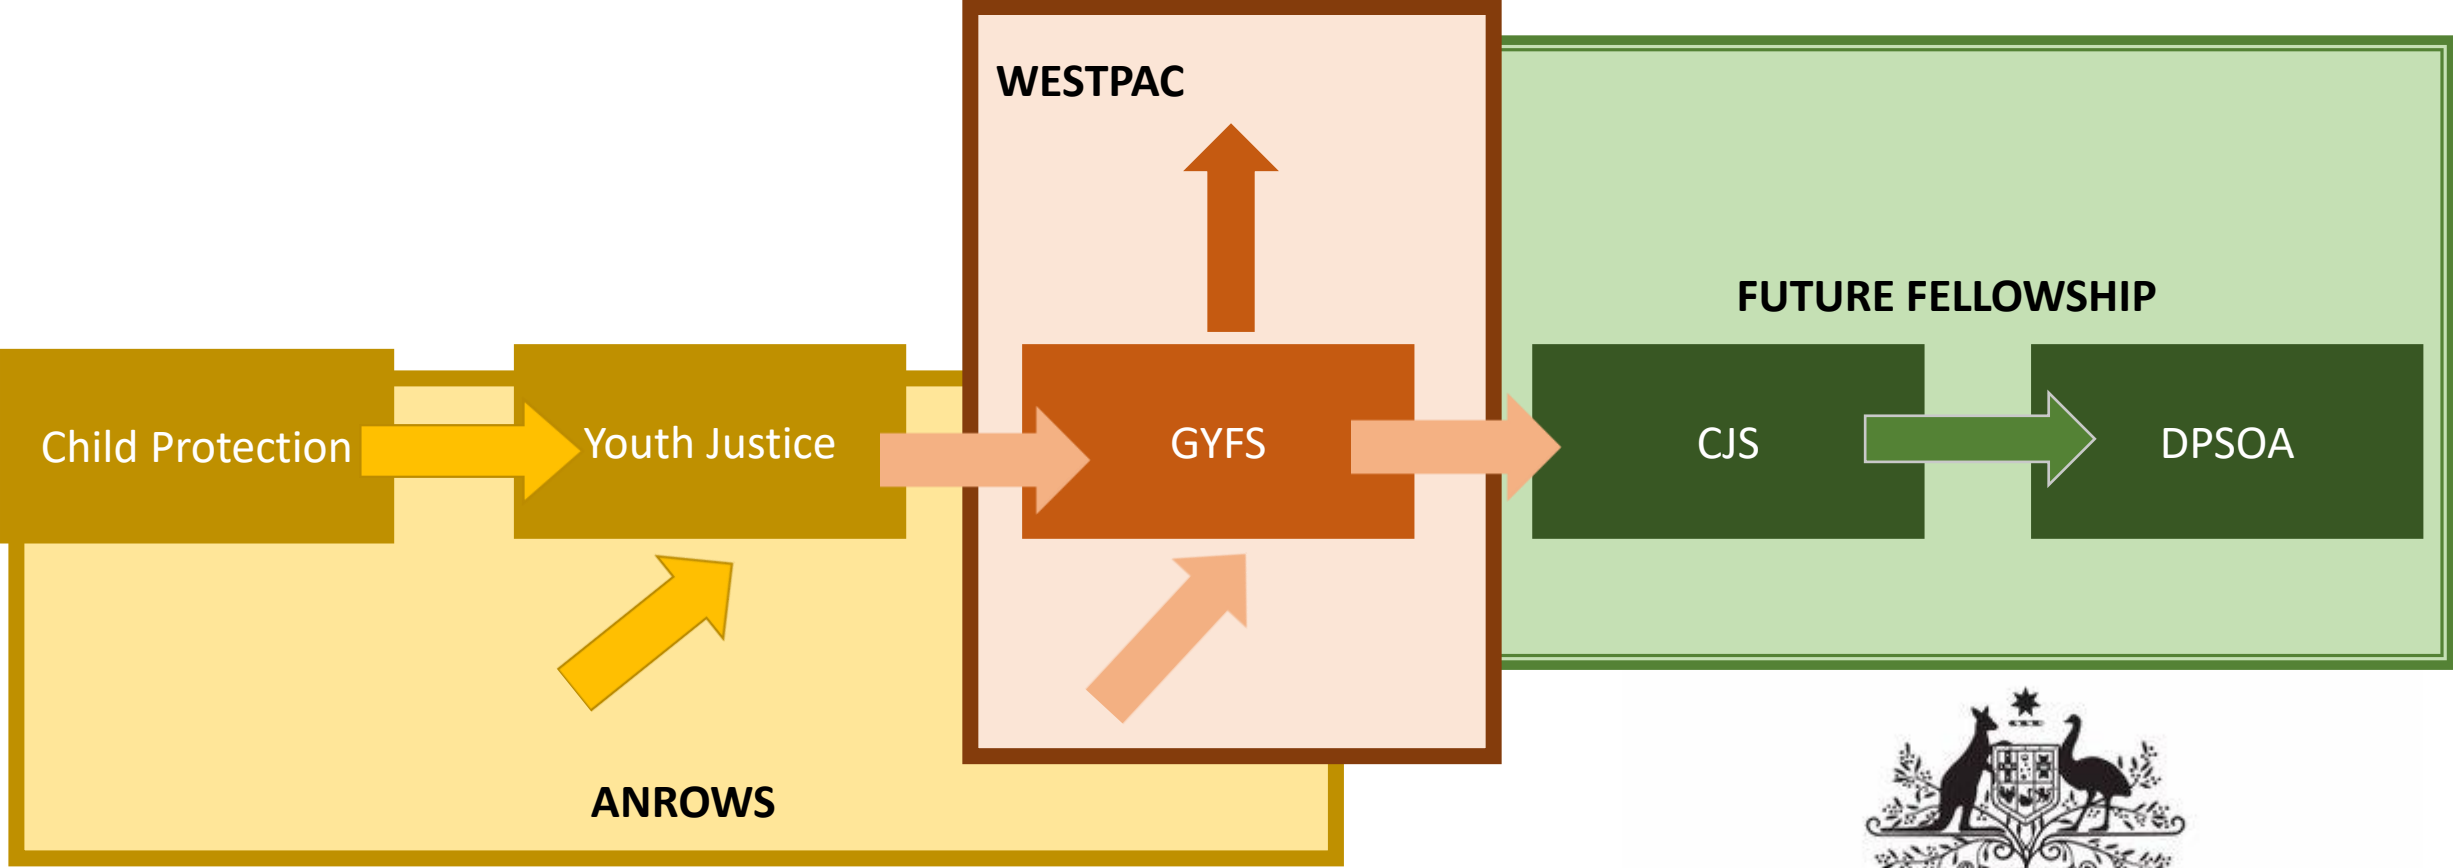 WESTPAC
FUTURE FELLOWSHIP
Child Protection
Youth Justice
GYFS
CJS
DPSOA
ANROWS